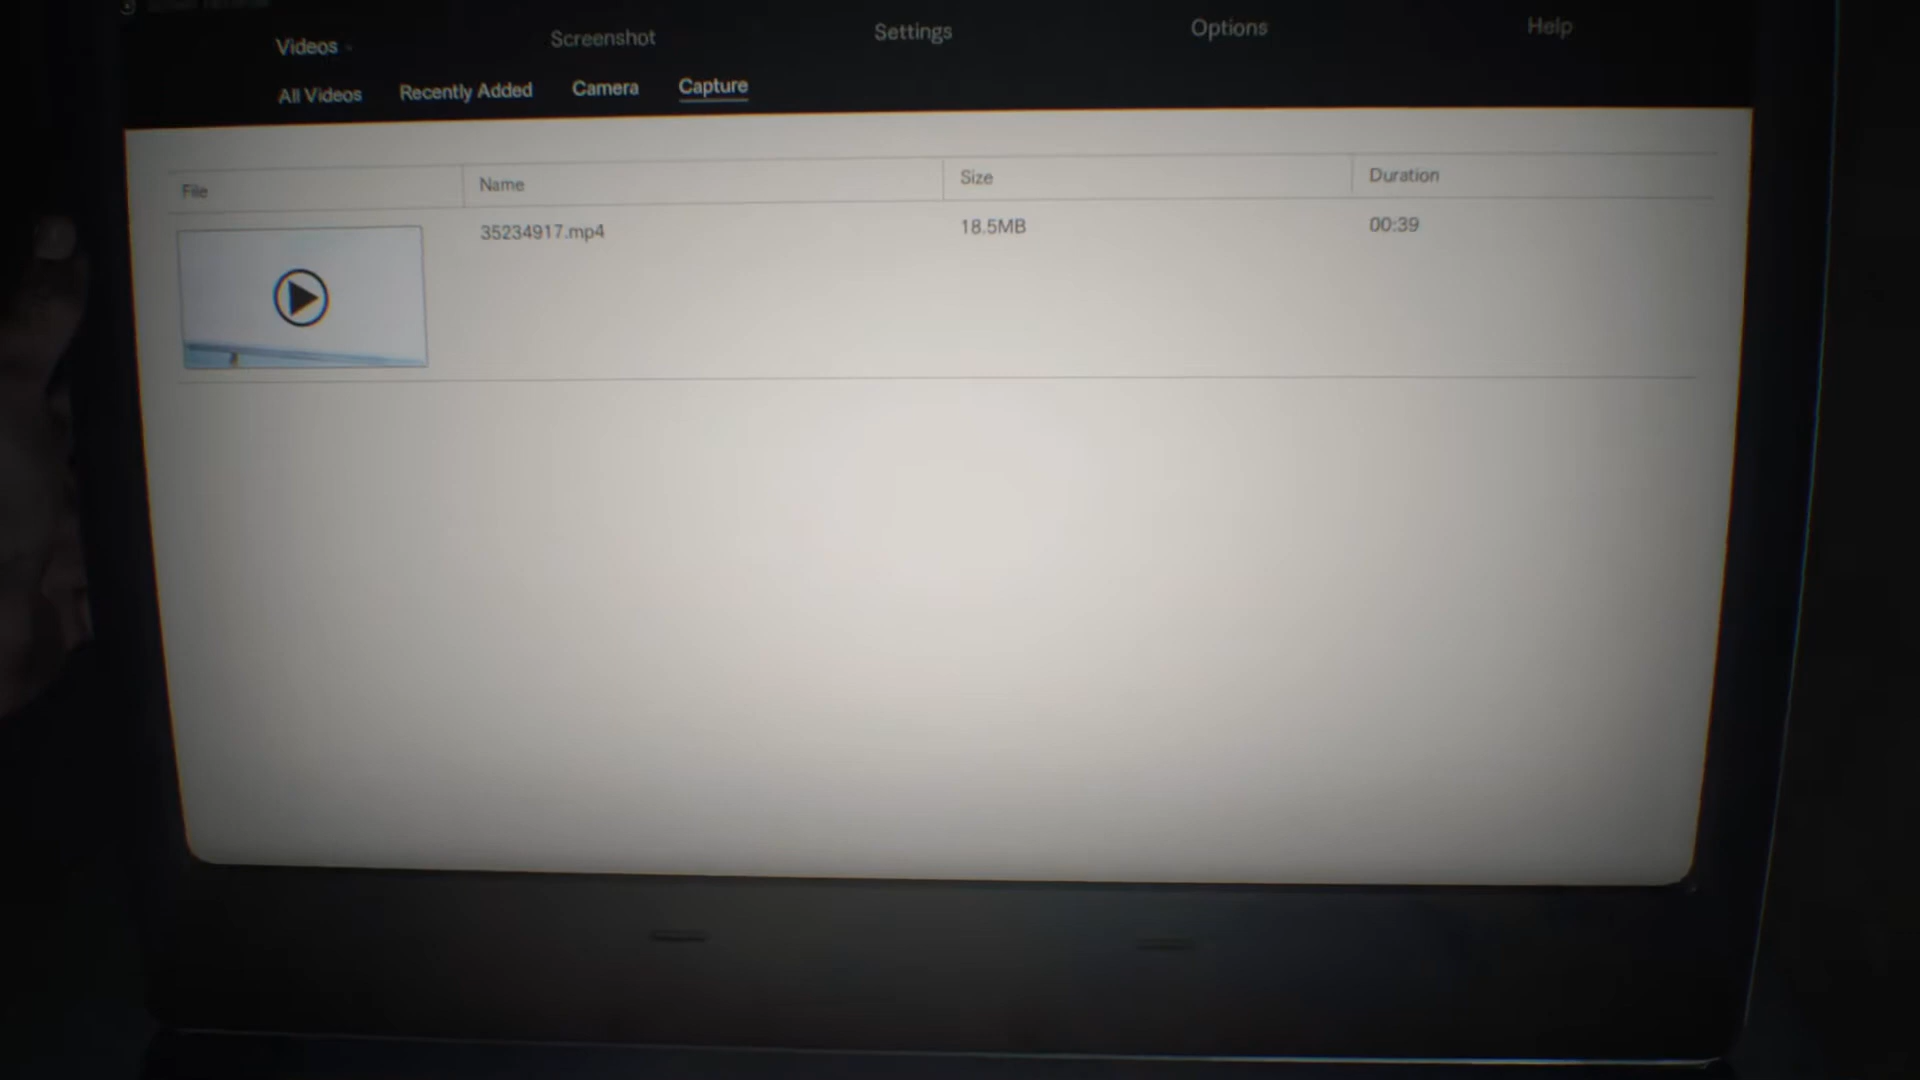 Videos Screenshot Settings Options Help
All Videos Recently Added Camera Capture
File Name Size Duration
35234917.mp4 18.5MB 00:39